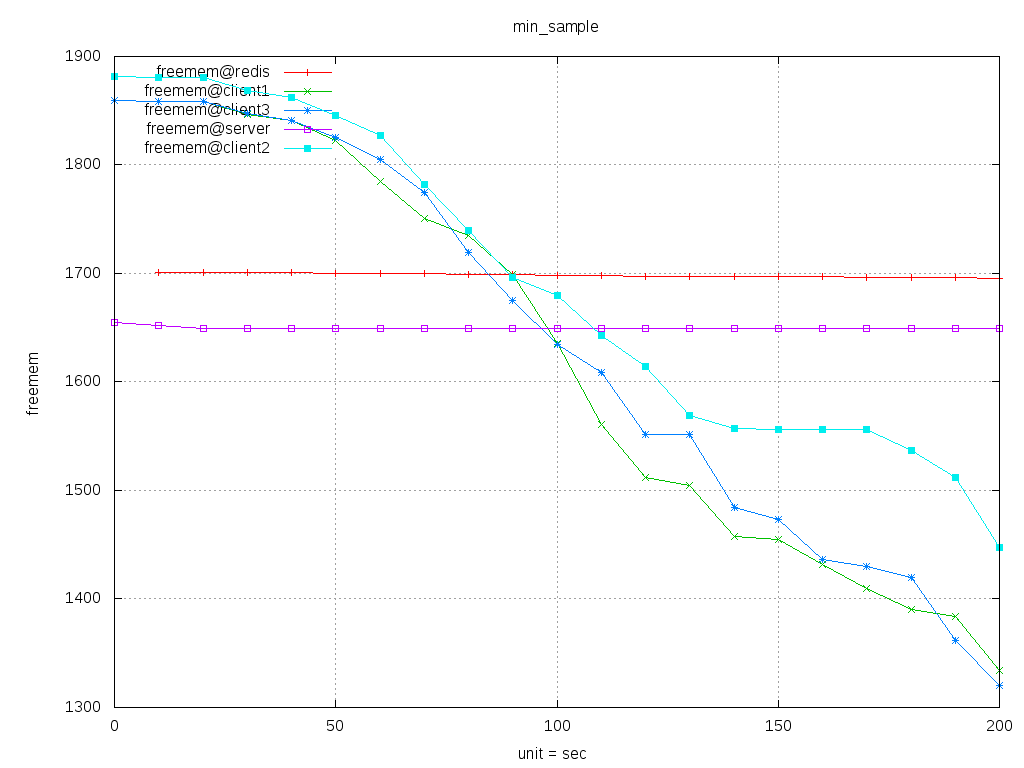 min_sample
1900
freemem@redis
freemem@client1
freemem@client3
freemem@server
freemem@client2
1800
1700
1600
freemem
1500
1400
1300
0 50 100 150 200
unit = sec